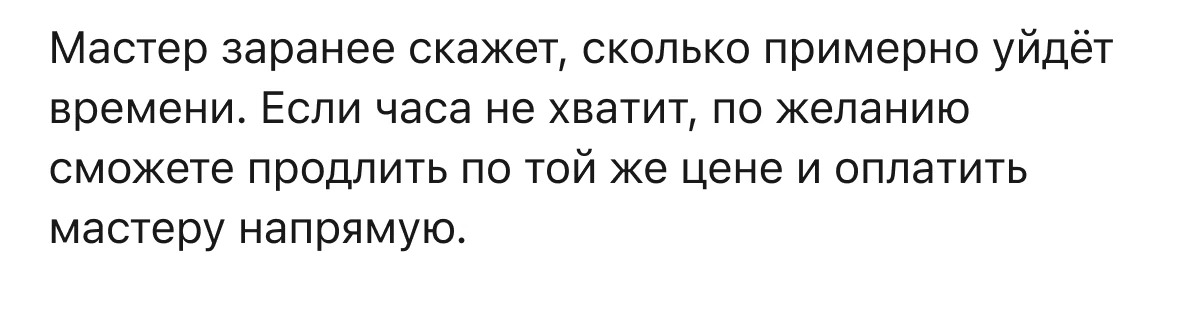 Мастер заранее скажет, сколько примерно уйдёт
времени. Если часа не хватит, по желанию
сможете продлить по той же цене и оплатить
мастеру напрямую.